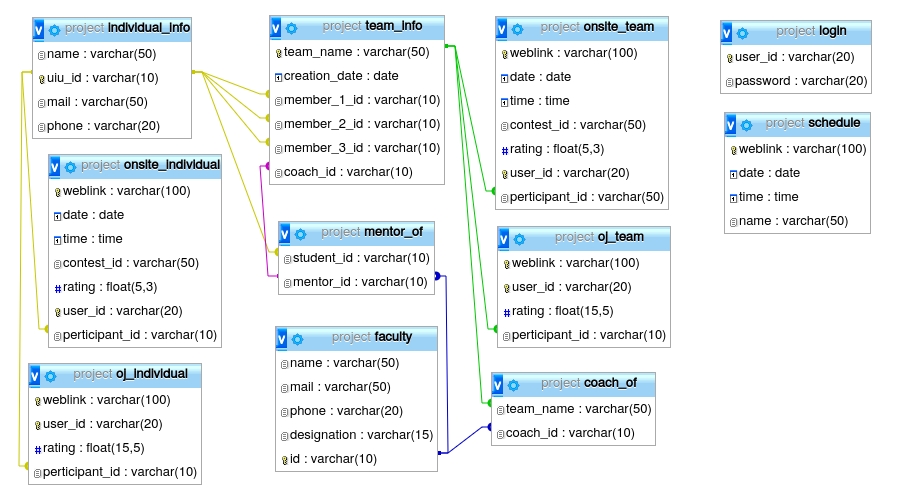 project individual_info
name : varchar(50)
uiu_id : varchar(10)
mail : varchar(50)
phone : varchar(20)
project team_info
team_name : varchar(50)
creation_date : date
member_1_id : varchar(10)
member_2_id : varchar(10)
member_3_id : varchar(10)
coach_id : varchar(10)
project onsite_team
weblink : varchar(100)
date : date
time : time
contest_id : varchar(50)
rating : float(5,3)
user_id : varchar(20)
perticipant_id : varchar(50)
project login
user_id : varchar(20)
password : varchar(20)
project schedule
weblink : varchar(100)
date : date
time : time
name : varchar(50)
project onsite_individual
weblink : varchar(100)
date : date
time : time
contest_id : varchar(50)
rating : float(5,3)
user_id : varchar(20)
perticipant_id : varchar(10)
project mentor_of
student_id : varchar(10)
mentor_id : varchar(10)
project oj_team
weblink : varchar(100)
user_id : varchar(20)
rating : float(15,5)
perticipant_id : varchar(10)
project faculty
name : varchar(50)
mail : varchar(50)
phone : varchar(20)
designation : varchar(15)
id : varchar(10)
project oj_individual
weblink : varchar(100)
user_id : varchar(20)
rating : float(15,5)
perticipant_id : varchar(10)
project coach_of
team_name : varchar(50)
coach_id : varchar(10)